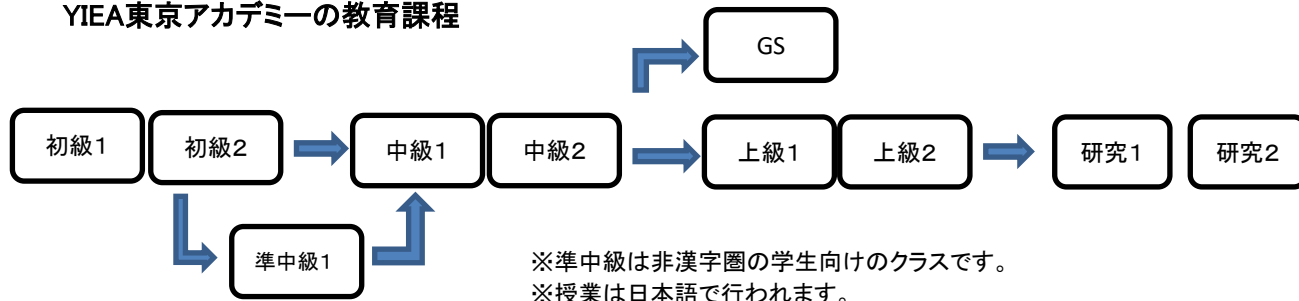 YIEA東京アカデミーの教育課程
GS
初級1
初級2
中級1
中級2
上級1
上級2
研究1
研究2
準中級1
※準中級は非漢字圏の学生向けのクラスです。
※授業は日本語で行われます。